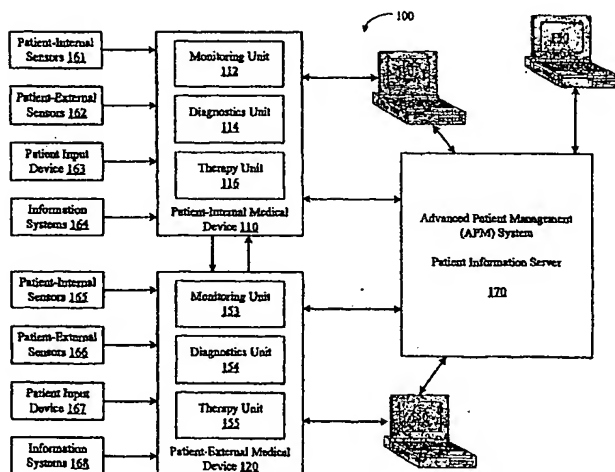 100
Patient-Internal
Sensors 161
Patient-External
Sensors 162
Patient Input
Device 163
Information
Systems 164
Monitoring Unit
112
Diagnostics Unit
114
Therapy Unit
116
Patient-Internal Medical
Device 110
Patient-Internal
Sensors 165
Patient-External
Sensors 166
Patient Input
Device 167
Information
Systems 168
Monitoring Unit
153
Diagnostics Unit
154
Therapy Unit
155
Patient-External Medical
Device 120
Advanced Patient Management
(APM) System
Patient Information Server
170